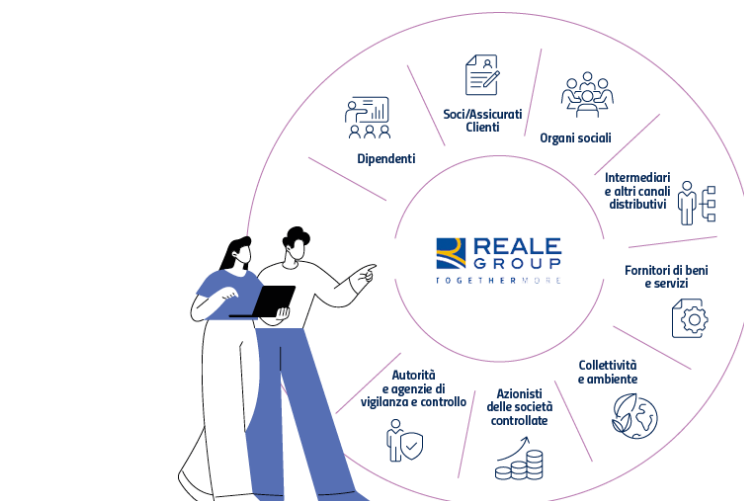 Soci/Assicurati
Clienti
Organi sociali
Dipendenti
Intermediari
e altri canali
distributivi
REALE
GROUP
TOGETHERMORE
Fornitori di beni
e servizi
Collettività
e ambiente
Autorità
e agenzie di
vigilanza e controllo
Azionisti
delle società
controllate